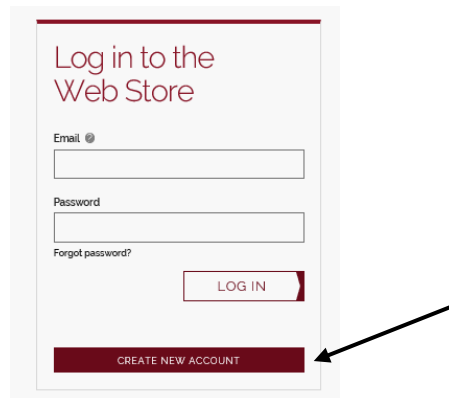 Log in to the
Web Store
Email
Password
Forgot password?
LOG IN
CREATE NEW ACCOUNT